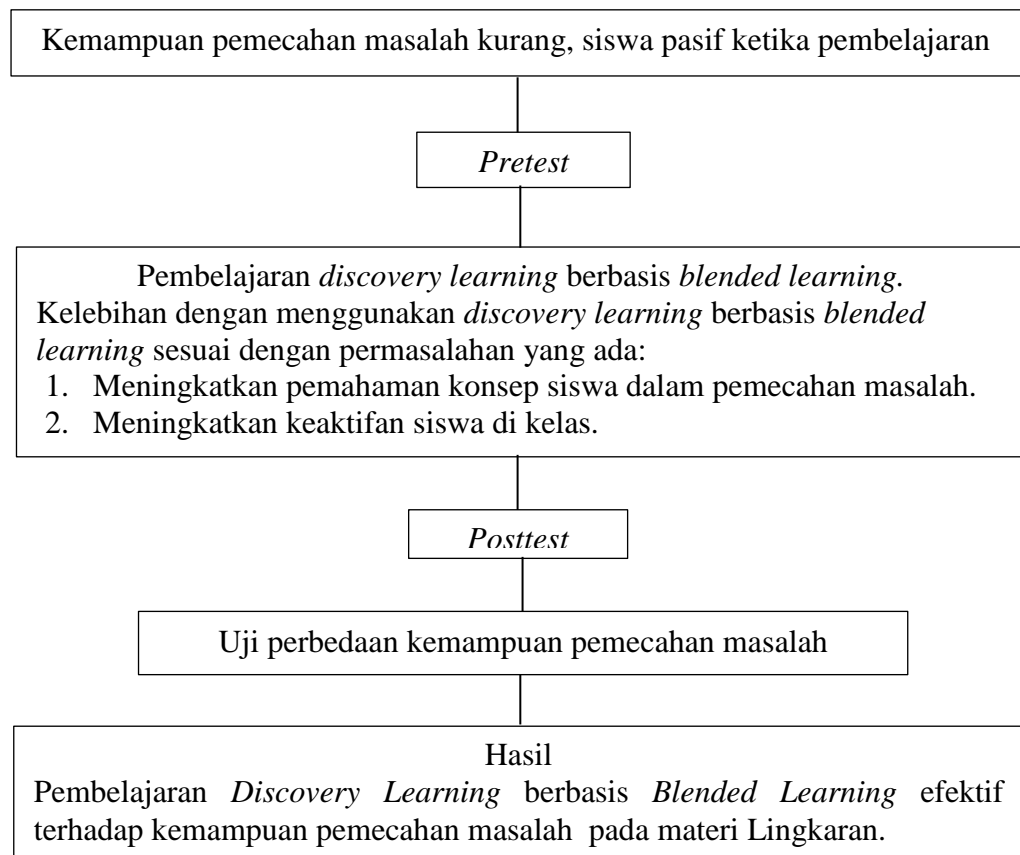 Kemampuan pemecahan masalah kurang, siswa pasif ketika pembelajaran
Pretest
Pembelajaran discovery learning berbasis blended learning.
Kelebihan dengan menggunakan discovery learning berbasis blended
learning sesuai dengan permasalahan yang ada:
1. Meningkatkan pemahaman konsep siswa dalam pemecahan masalah.
2. Meningkatkan keaktifan siswa di kelas.
Posttest
Uji perbedaan kemampuan pemecahan masalah
Hasil
Pembelajaran Discovery Learning berbasis Blended Learning efektif
terhadap kemampuan pemecahan masalah pada materi Lingkaran.